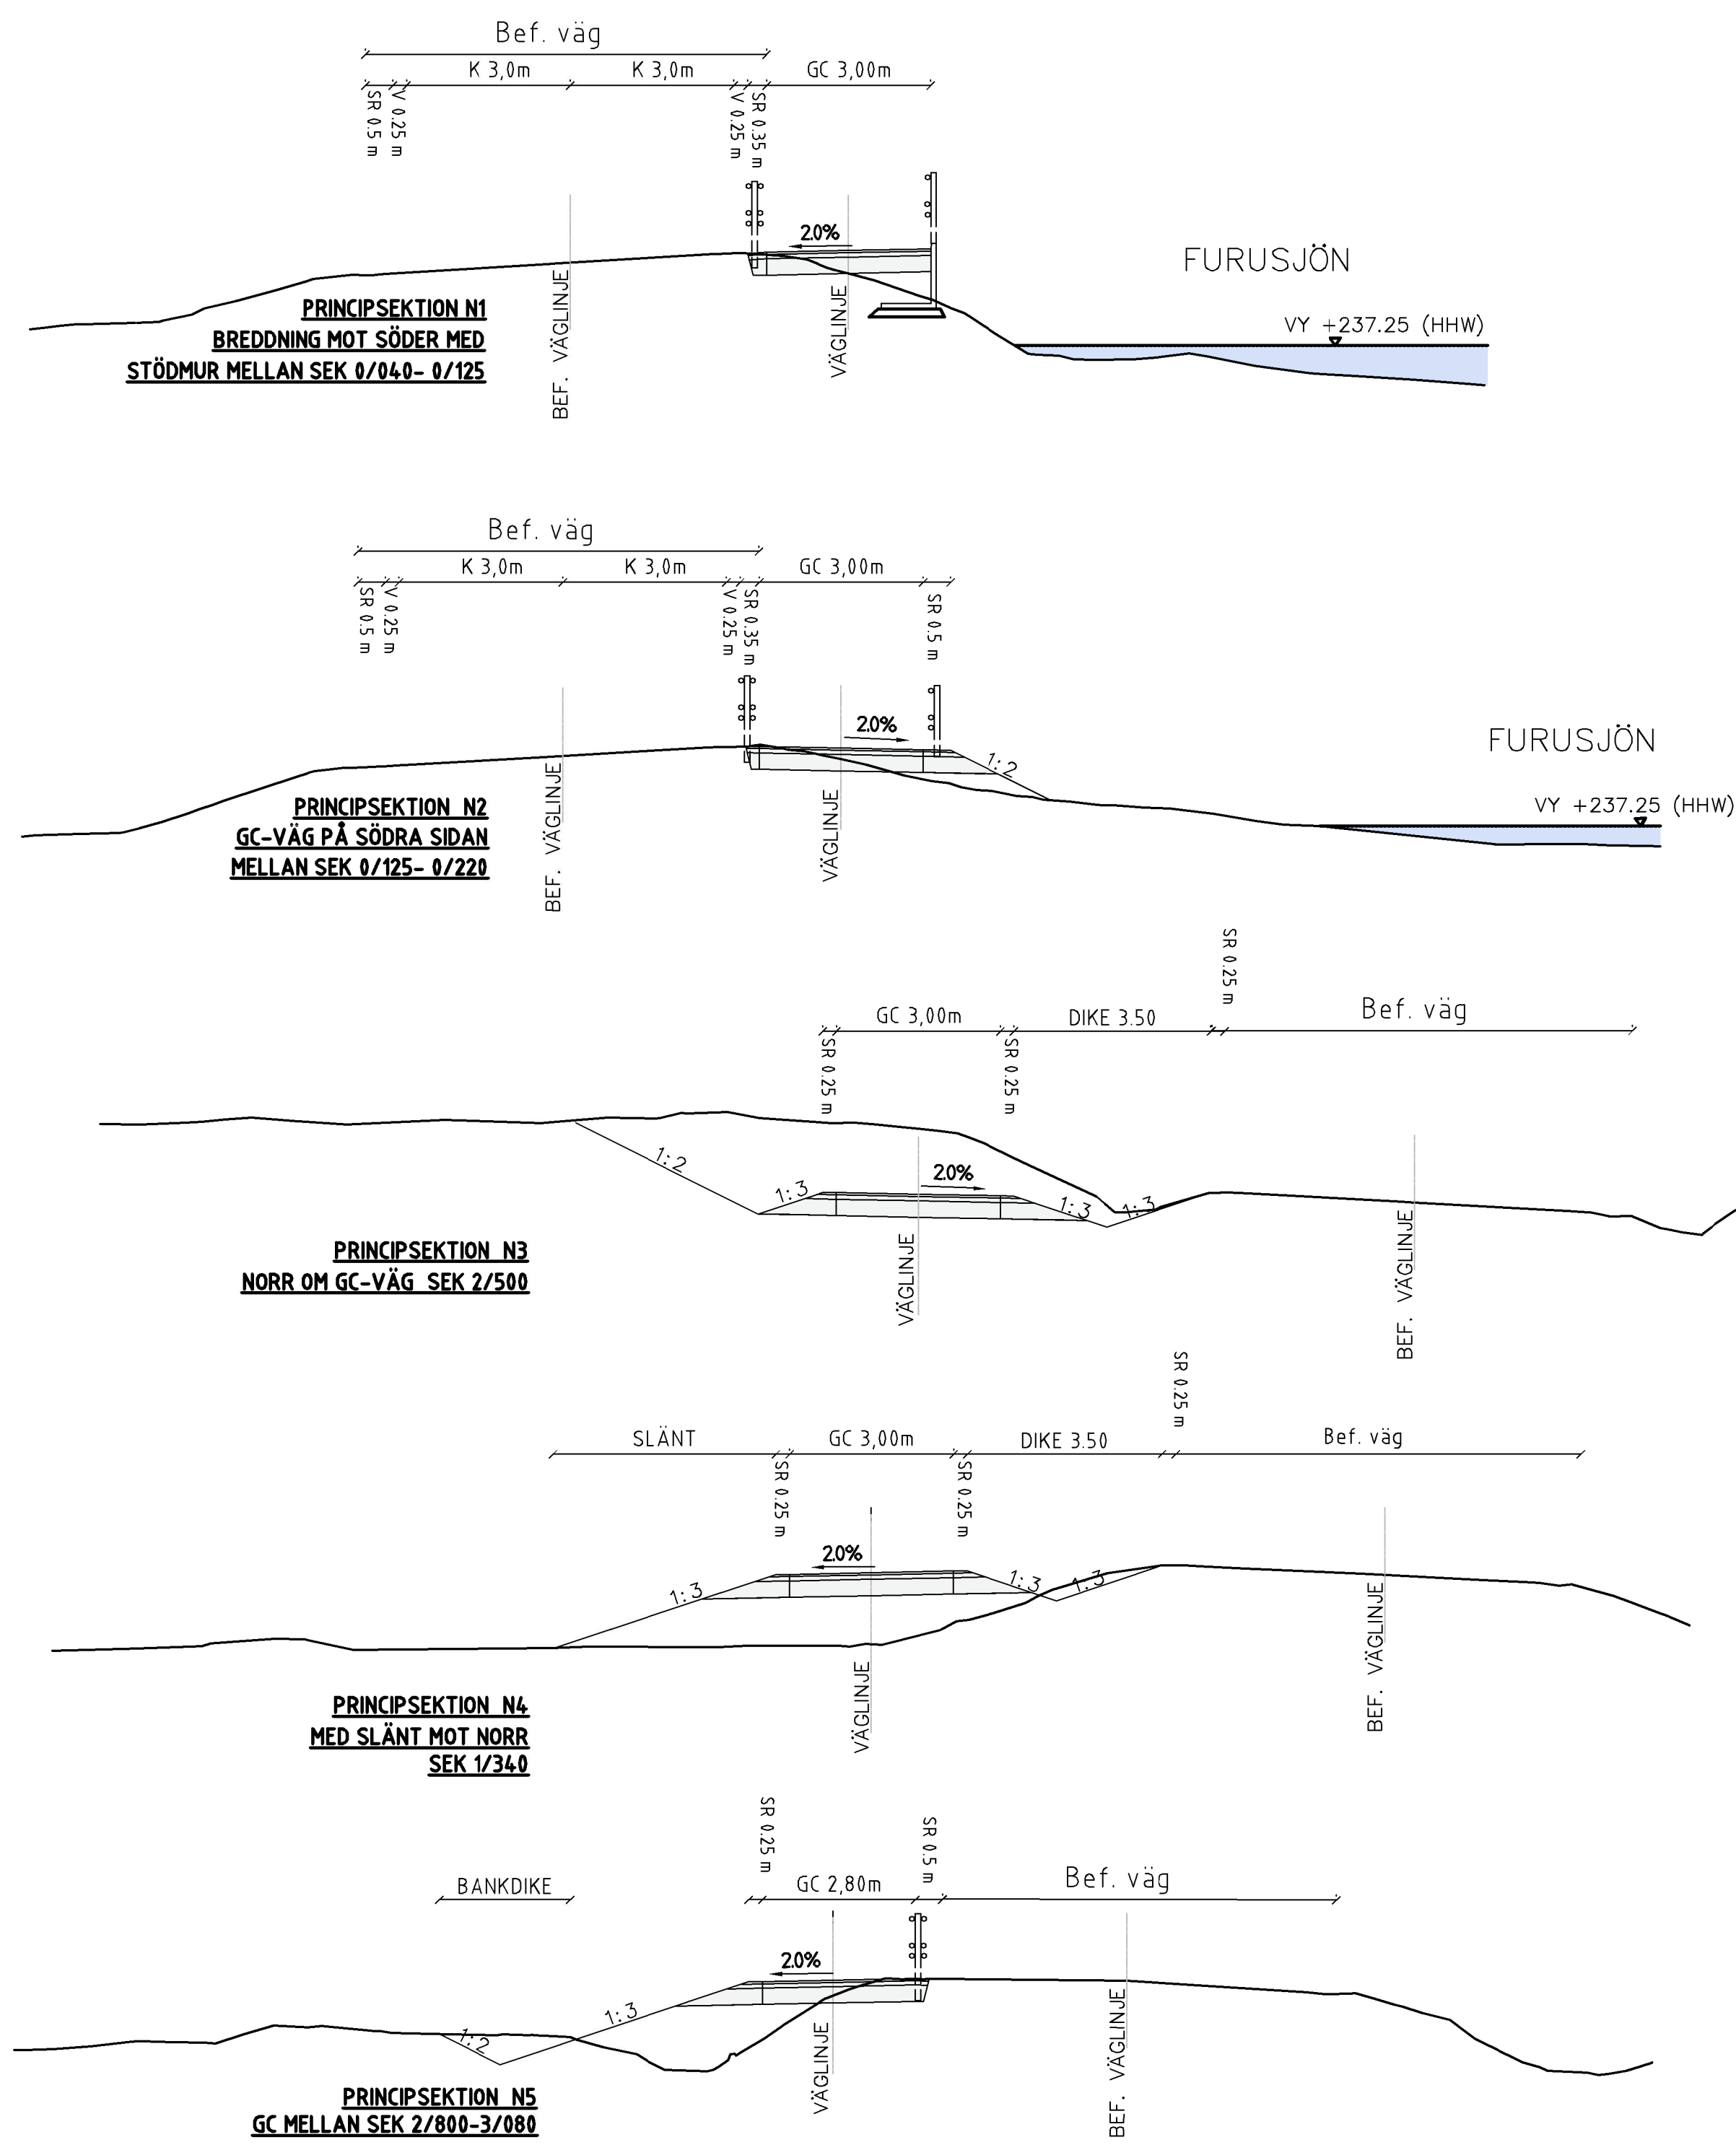 Bef. väg
K 3,0m
K 3,0m
GC 3,00m
SR 0.5 m
V 0.25 m
V 0.25 m
SR 0.35 m
2.0%
FURUSJÖN
VY +237.25 (HHW)
BEF. VÄGLINJE
VÄGLINJE
PRINCIPSEKTION N1
BREDDNING MOT SÖDER MED
STÖDMUR MELLAN SEK 0/040- 0/125
Bef. väg
K 3,0m
K 3,0m
GC 3,00m
SR 0.5 m
V 0.25 m
V 0.25 m
SR 0.35 m
SR 0.5 m
2.0%
1:2
FURUSJÖN
VY +237.25 (HHW)
BEF. VÄGLINJE
VÄGLINJE
PRINCIPSEKTION N2
GC-VÄG PÅ SÖDRA SIDAN
MELLAN SEK 0/125- 0/220
SR 0.25 m
GC 3,00m
DIKE 3.50
Bef. väg
SR 0.25 m
SR 0.25 m
1:2
1:3
2.0%
1:3
1:3
VÄGLINJE
BEF. VÄGLINJE
PRINCIPSEKTION N3
NORR OM GC-VÄG SEK 2/500
SR 0.25 m
SLÄNT
GC 3,00m
DIKE 3.50
Bef. väg
SR 0.25 m
SR 0.25 m
2.0%
1:3
1:3
1:3
VÄGLINJE
BEF. VÄGLINJE
PRINCIPSEKTION N4
MED SLÄNT MOT NORR
SEK 1/340
SR 0.25 m
SR 0.5 m
BANKDIKE
GC 2,80m
Bef. väg
2.0%
1:3
1:2
VÄGLINJE
BEF. VÄGLINJE
PRINCIPSEKTION N5
GC MELLAN SEK 2/800-3/080